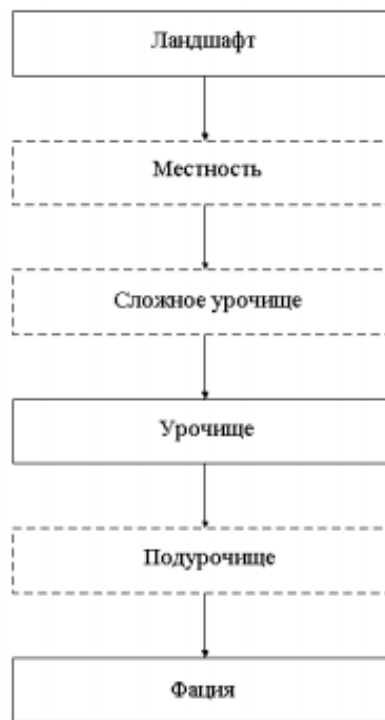 Ландшафт
Местность
Сложное урочище
Урочище
Подурочище
Фация